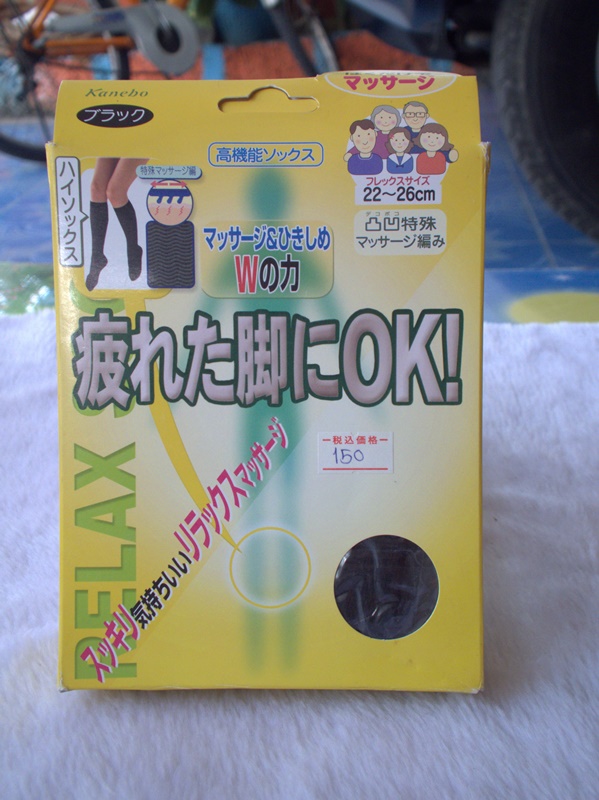 Kanebo
ブラック
マッサージ
高機能ソックス
ハイソックス
特殊マッサージ編
フレックスサイズ
22〜26cm
マッサージ&ひきしめ
Wの力
デコボコ
凸凹特殊
マッサージ編み
疲れた脚にOK!
税込価格
150
スッキリ気持ちいいリラックスマッサージ
RELAX